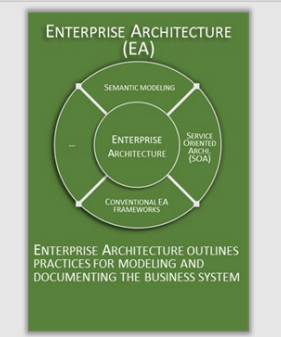 ENTERPRISE ARCHITECTURE
(EA)
SEMANTIC MODELING
...
ENTERPRISE
ARCHITECTURE
SERVICE
ORIENTED
ARCHI.
(SOA)
CONVENTIONAL EA
FRAMEWORKS
ENTERPRISE ARCHITECTURE OUTLINES
PRACTICES FOR MODELING AND
DOCUMENTING THE BUSINESS SYSTEM